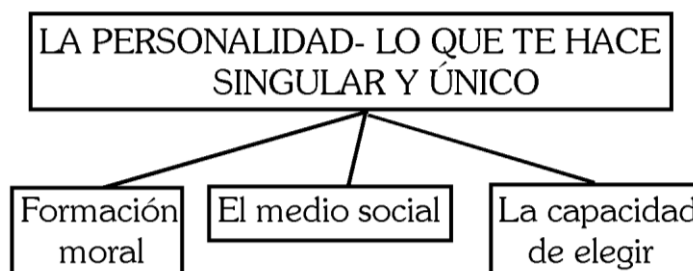 LA PERSONALIDAD- LO QUE TE HACE
SINGULAR Y ÚNICO
Formación
moral
El medio social
La capacidad
de elegir